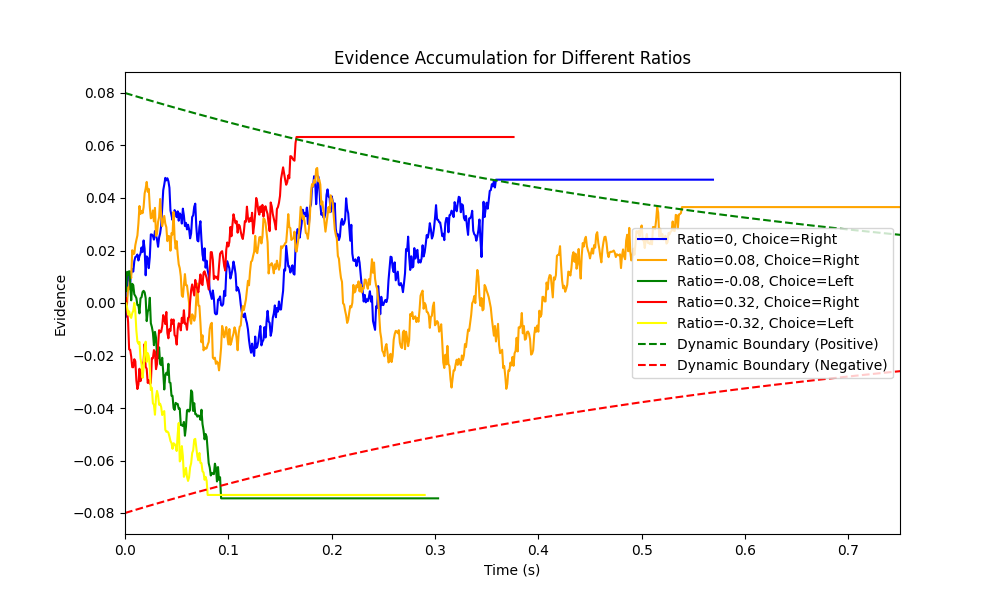 Evidence Accumulation for Different Ratios
Evidence
0.08
0.06
0.04
0.02
0.00
−0.02
−0.04
−0.06
−0.08
Ratio=0, Choice=Right
Ratio=0.08, Choice=Right
Ratio=-0.08, Choice=Left
Ratio=0.32, Choice=Right
Ratio=-0.32, Choice=Left
Dynamic Boundary (Positive)
Dynamic Boundary (Negative)
0.0 0.1 0.2 0.3 0.4 0.5 0.6 0.7
Time (s)